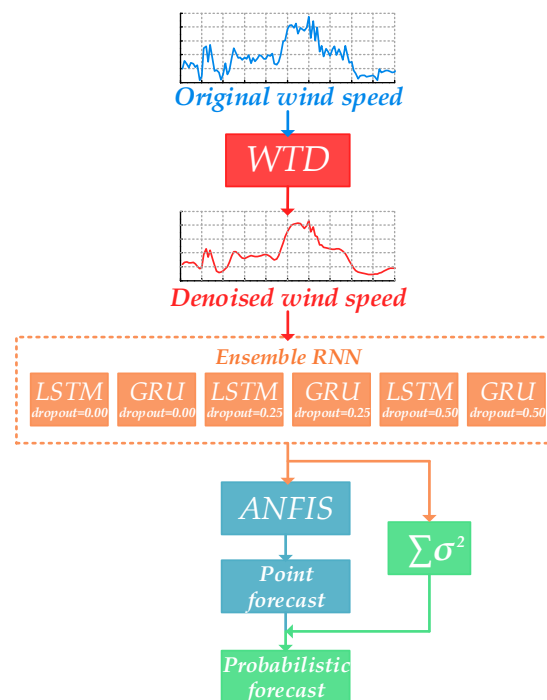 Original wind speed
WTD
Denoised wind speed
Ensemble RNN
LSTM
dropout=0.00
GRU
dropout=0.00
LSTM
dropout=0.25
GRU
dropout=0.25
LSTM
dropout=0.50
GRU
dropout=0.50
ANFIS
∑σ²
Point
forecast
Probabilistic
forecast